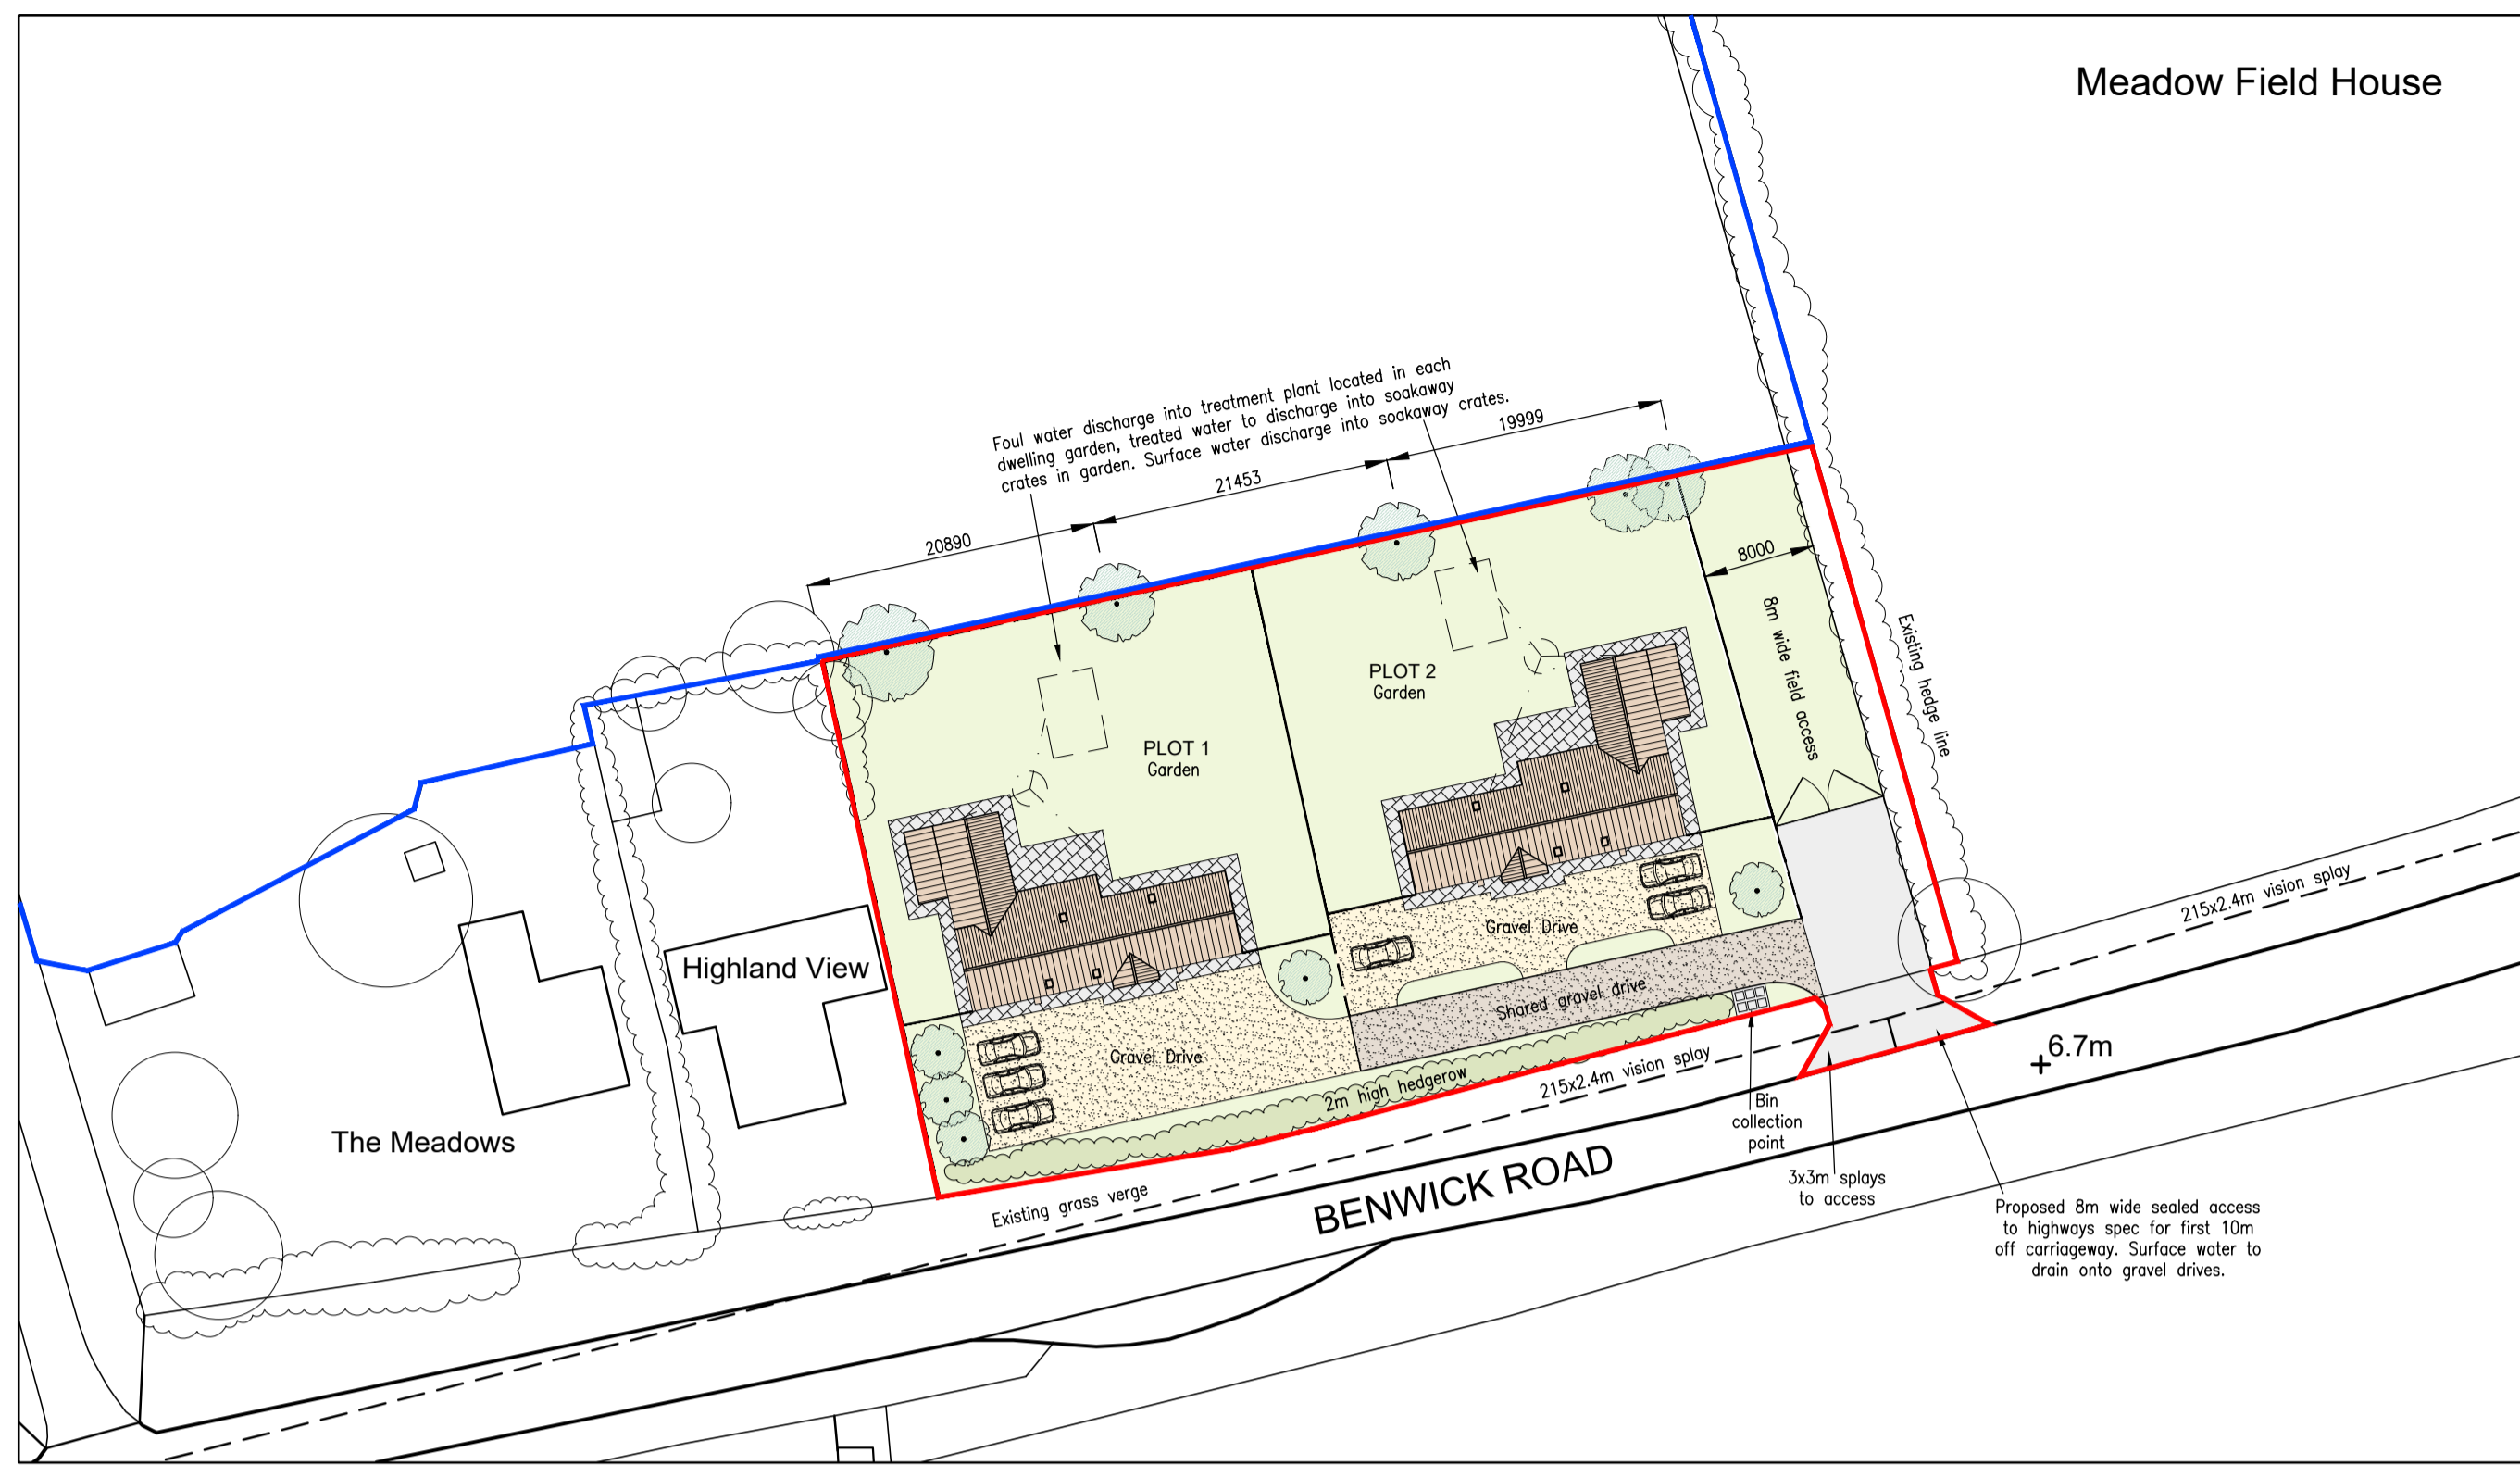 Meadow Field House
Foul water discharge into treatment plant located in each
dwelling garden, treated water to discharge into soakaway
crates in garden. Surface water discharge into soakaway crates.
19999
21453
20890
8000
8m wide field access
Existing hedge line
PLOT 2
Garden
PLOT 1
Garden
215x2.4m vision splay
Gravel Drive
Highland View
Shared gravel drive
Gravel Drive
6.7m
215x2.4m vision splay
2m high hedgerow
Bin
collection
point
The Meadows
BENWICK ROAD
3x3m splays
to access
Existing grass verge
Proposed 8m wide sealed access
to highways spec for first 10m
off carriageway. Surface water to
drain onto gravel drives.